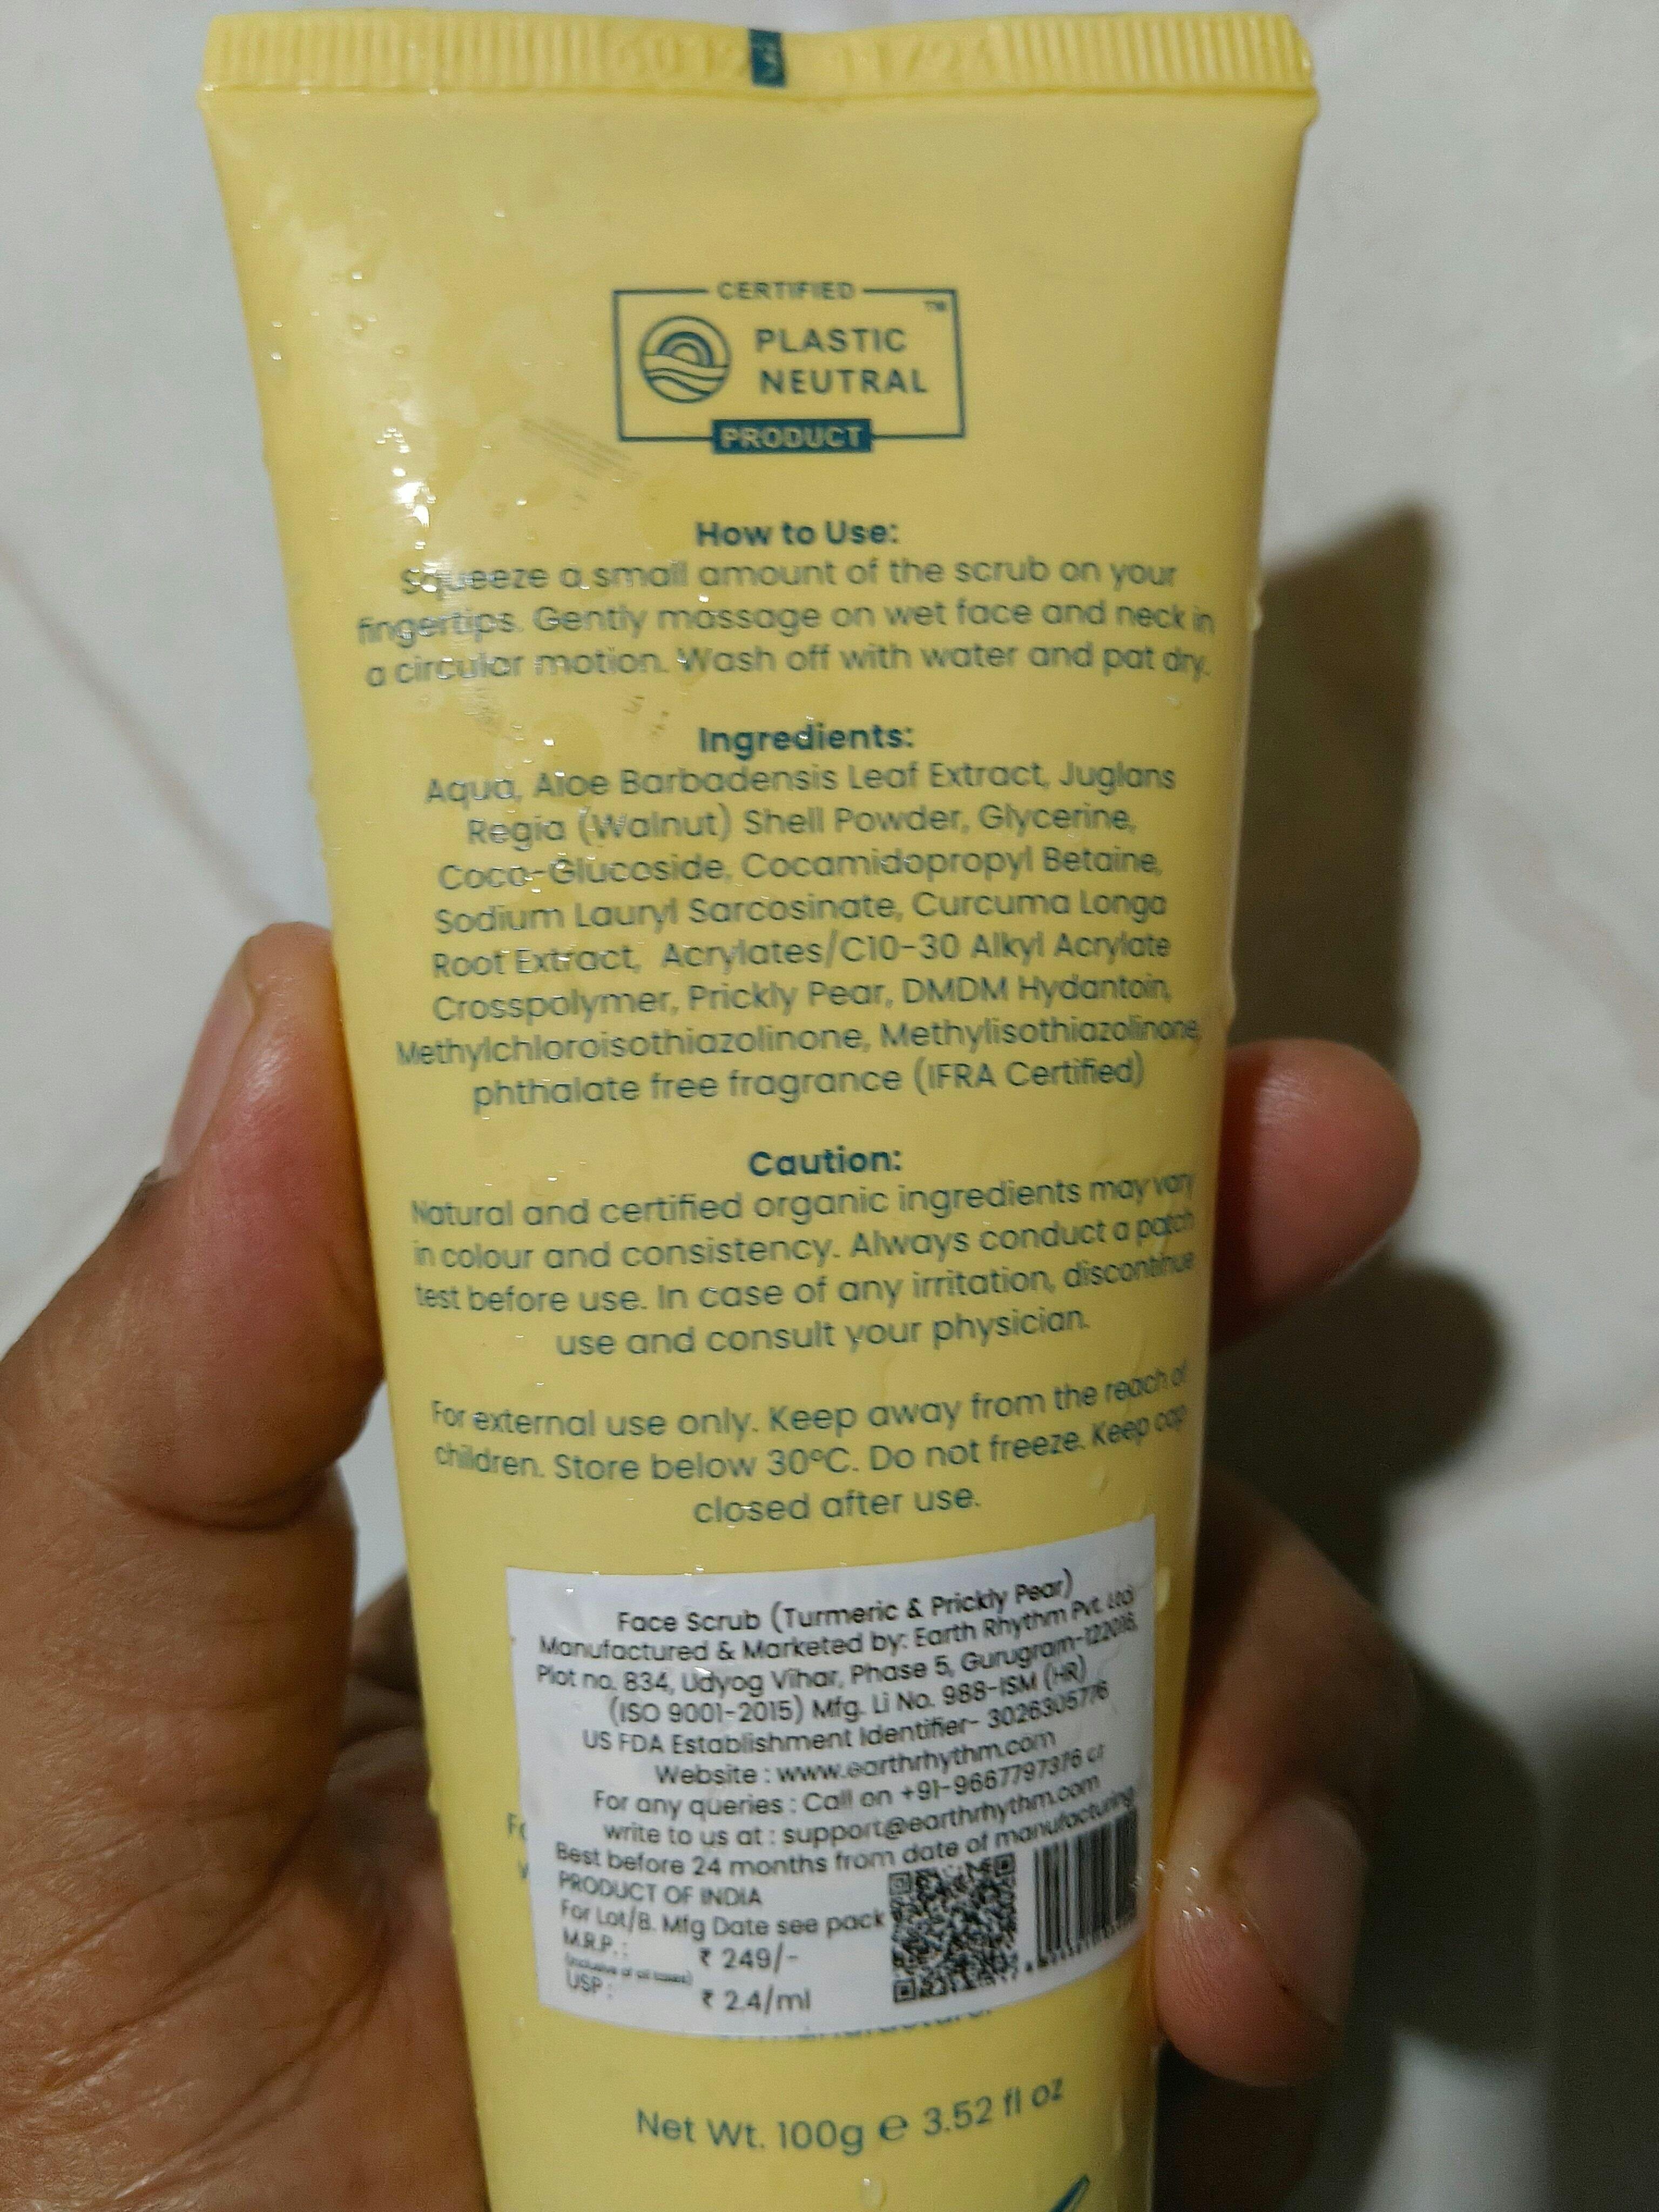 CERTIFIED
PLASTIC
NEUTRAL
TM
PRODUCT
How to Use:
Squeeze a small amount of the scrub on your
fingertips. Gently massage on wet face and neck in
a circular motion. Wash off with water and pat dry.
Ingredients:
Aqua, Aloe Barbadensis Leaf Extract, Juglans
Regia (Walnut) Shell Powder, Glycerine,
Coco-Glucoside, Cocamidopropyl Betaine,
Sodium Lauryl Sarcosinate, Curcuma Longa
Root Extract, Acrylates/C10-30 Alkyl Acrylate
Crosspolymer, Prickly Pear, DMDM Hydantoin,
Methylchloroisothiazolinone, Methylisothiazolinone,
phthalate free fragrance (IFRA Certified)
Caution:
Natural and certified organic ingredients may vary
in colour and consistency. Always conduct a patch
test before use. In case of any irritation, discontinue
use and consult your physician.
For external use only. Keep away from the reach of
children. Store below 30°C. Do not freeze. Keep cap
closed after use.
Face Scrub (Turmeric & Prickly Pear)
Manufactured & Marketed by: Earth Rhythm Pvt. Ltd
Plot no. 834, Udyog Vihar, Phase 5, Gurugram-122016,
(ISO 9001-2015) Mfg. Li No. 988-ISM (HR)
US FDA Establishment Identifier- 3026305776
Website : www.earthrhythm.com
For any queries : Call on +91-9667797376 or
write to us at : support@earthrhythm.com
Best before 24 months from date of manufacturing
PRODUCT OF INDIA
For Lot/B. Mfg Date see pack
M.R.P. : ₹ 249/-
(inclusive of all taxes)
USP : ₹ 2.4/ml
Net Wt. 100g e 3.52 fl oz